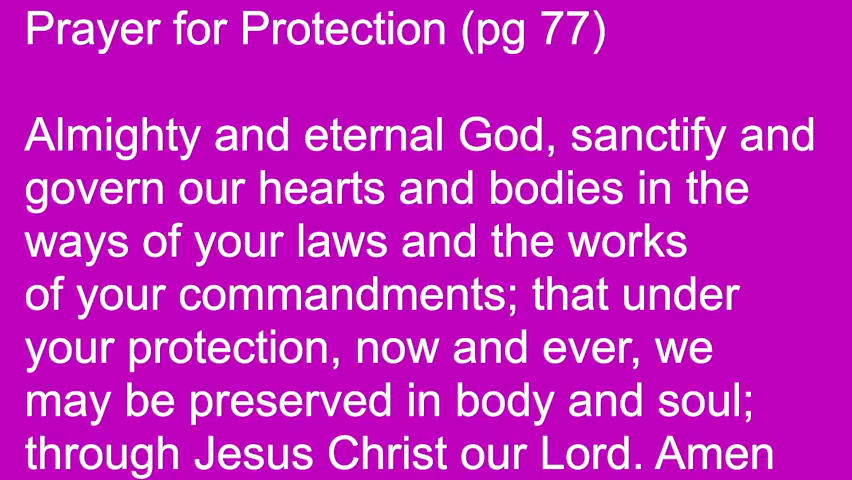 Prayer for Protection (pg 77)
Almighty and eternal God, sanctify and
govern our hearts and bodies in the
ways of your laws and the works
of your commandments; that under
your protection, now and ever, we
may be preserved in body and soul;
through Jesus Christ our Lord. Amen